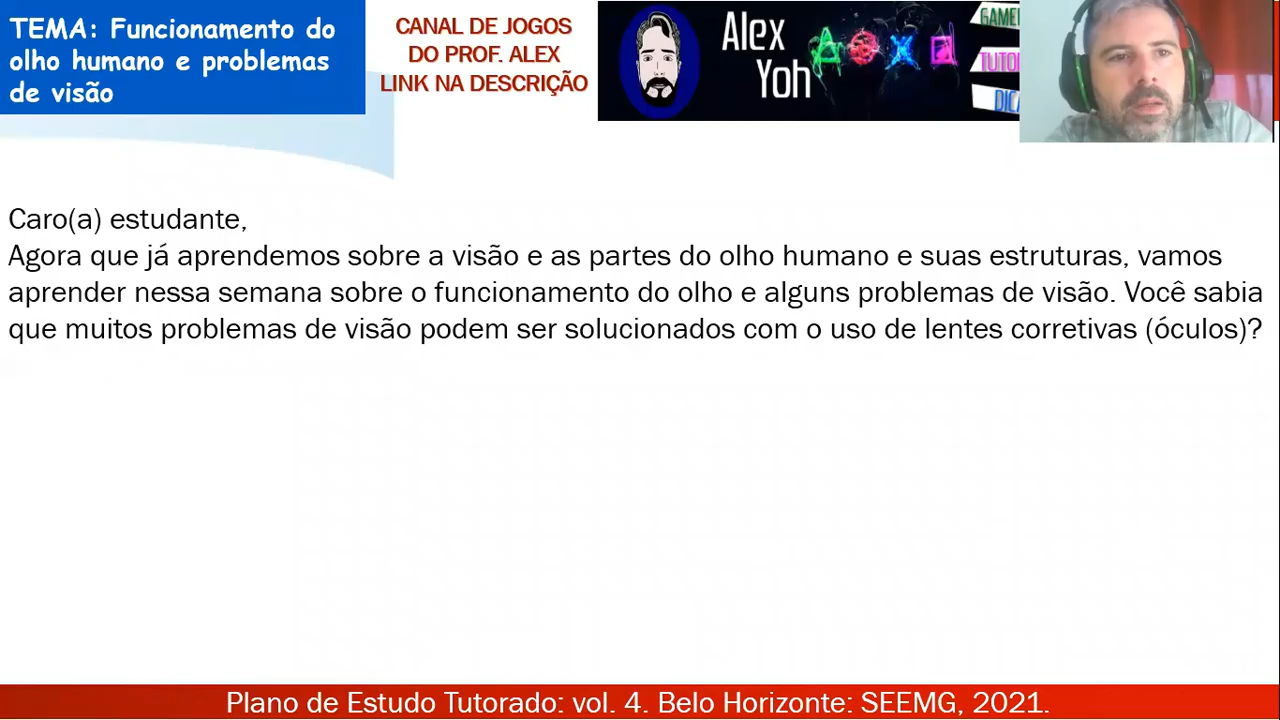 TEMA: Funcionamento do
olho humano e problemas
de visão
CANAL DE JOGOS
DO PROF. ALEX
LINK NA DESCRIÇÃO
Alex
Yoh
Caro(a) estudante,
Agora que já aprendemos sobre a visão e as partes do olho humano e suas estruturas, vamos
aprender nessa semana sobre o funcionamento do olho e alguns problemas de visão. Você sabia
que muitos problemas de visão podem ser solucionados com o uso de lentes corretivas (óculos)?
Plano de Estudo Tutorado: vol. 4. Belo Horizonte: SEEMG, 2021.